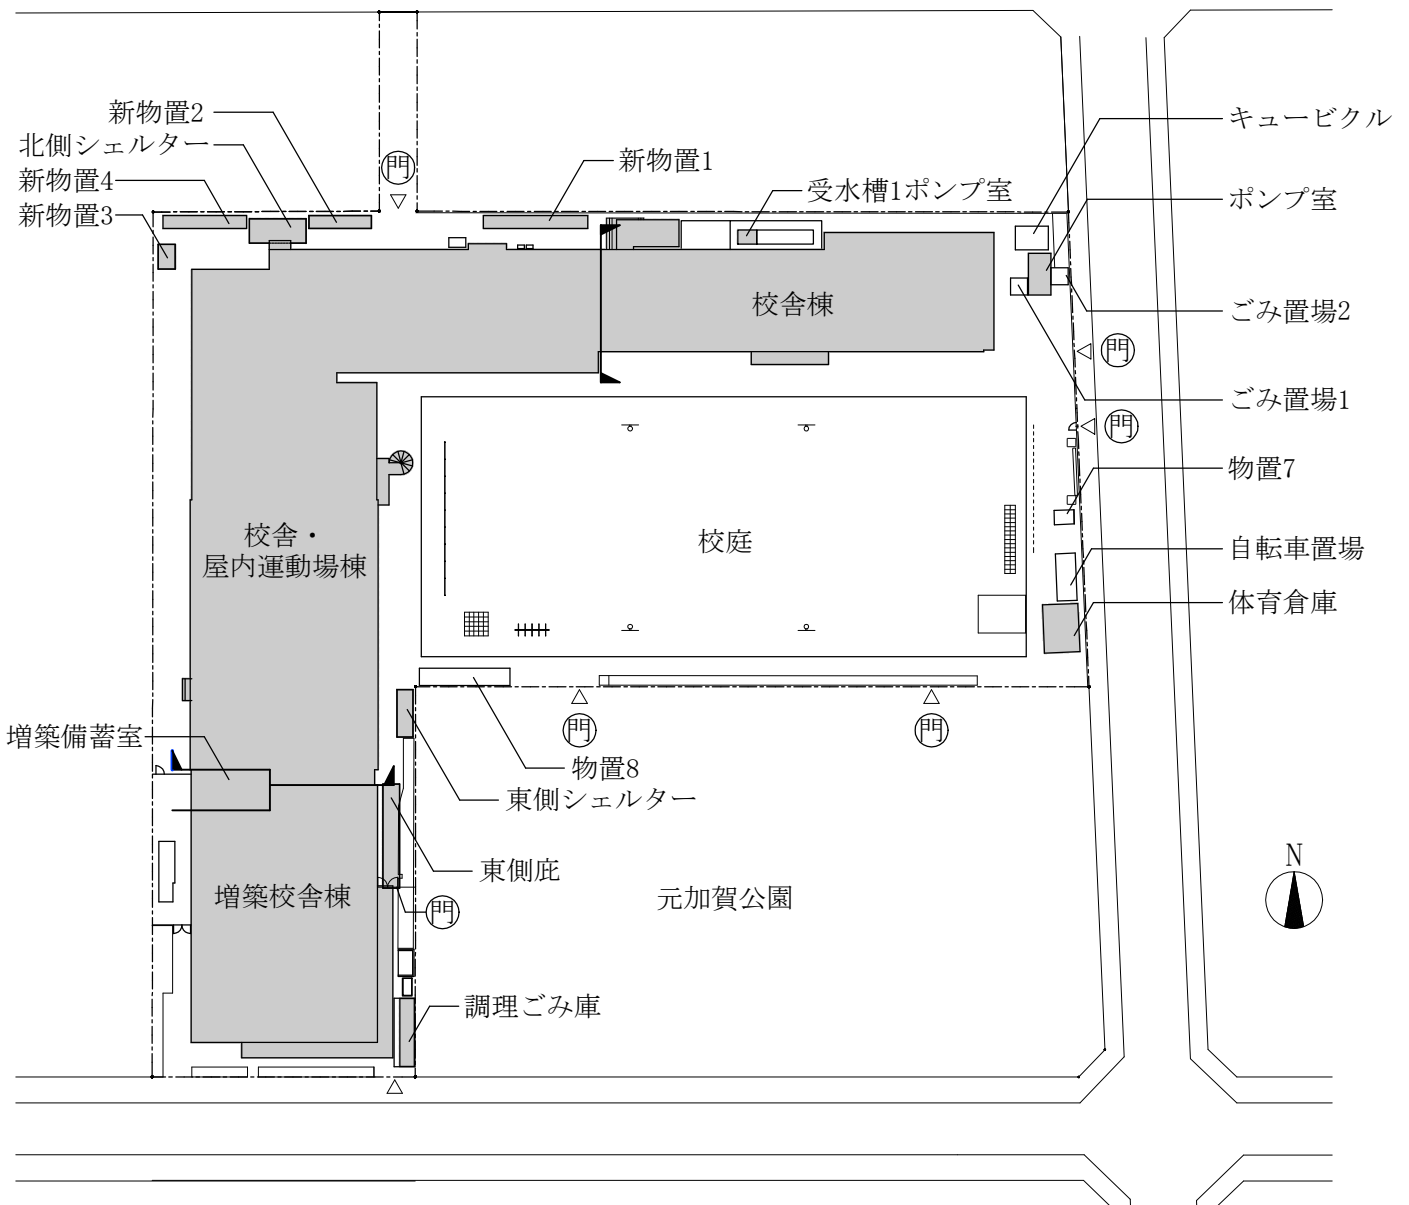 新物置2
北側シェルター
新物置4
新物置3
門
新物置1
受水槽1ポンプ室
キュービクル
ポンプ室
校舎棟
ごみ置場2
門
ごみ置場1
門
物置7
校舎・
屋内運動場棟
校庭
自転車置場
体育倉庫
増築備蓄室
門
門
物置8
東側シェルター
東側庇
増築校舎棟
門
元加賀公園
N
調理ごみ庫